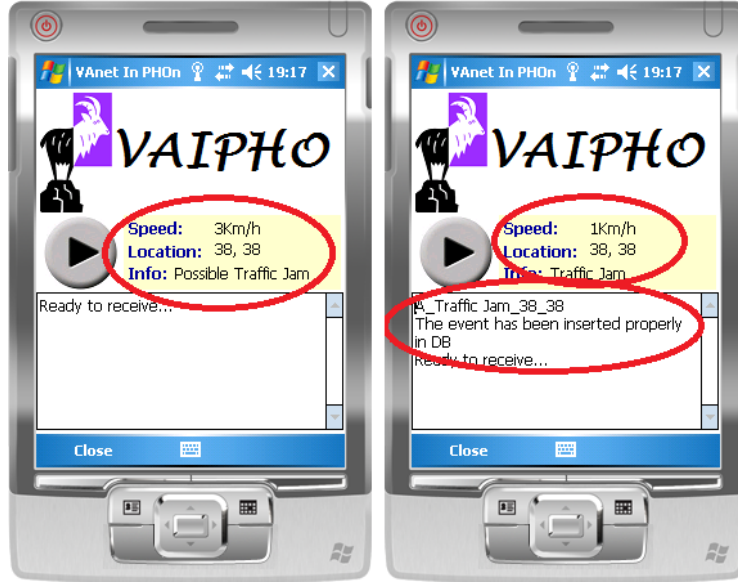 VAnet In PHOn 19:17
VAIPHO
Speed: 3Km/h
Location: 38, 38
Info: Possible Traffic Jam
Ready to receive...
Close
VAnet In PHOn 19:17
VAIPHO
Speed: 1Km/h
Location: 38, 38
Info: Traffic Jam
A_Traffic Jam_38_38
The event has been inserted properly
in DB
Ready to receive...
Close